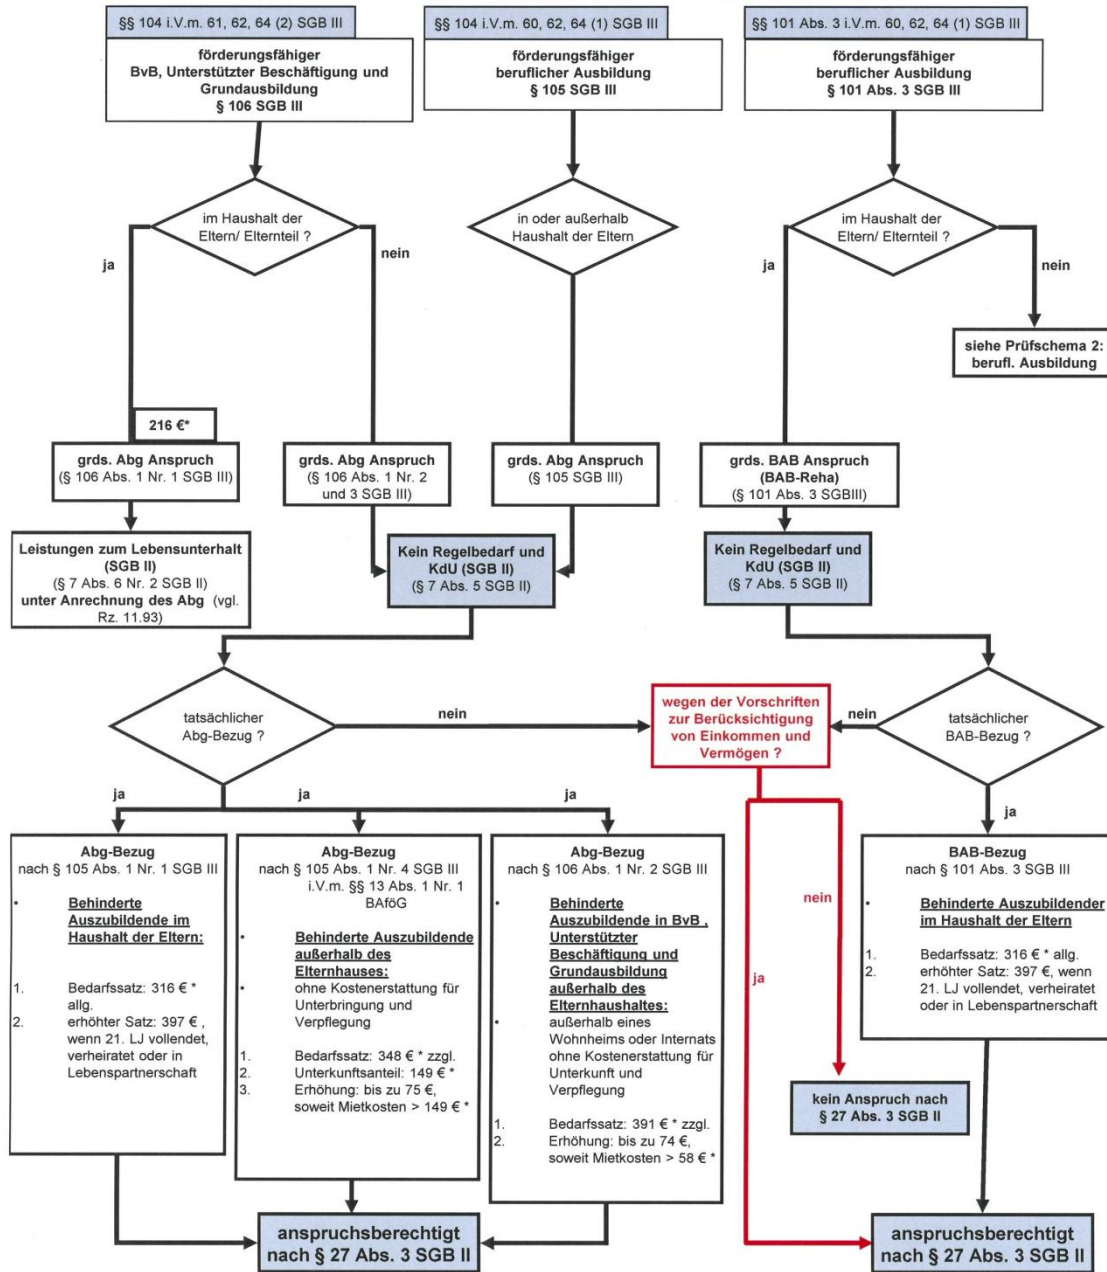 §§ 104 i.V.m. 61, 62, 64 (2) SGB III
förderungsfähiger
BvB, Unterstützter Beschäftigung und
Grundausbildung
§ 106 SGB III
§§ 104 i.V.m. 60, 62, 64 (1) SGB III
förderungsfähiger
beruflicher Ausbildung
§ 105 SGB III
§§ 101 Abs. 3 i.V.m. 60, 62, 64 (1) SGB III
förderungsfähiger
beruflicher Ausbildung
§ 101 Abs. 3 SGB III
im Haushalt der
Eltern/ Elternteil ?
in oder außerhalb
Haushalt der Eltern
im Haushalt der
Eltern/ Elternteil ?
ja
nein
ja
nein
siehe Prüfschema 2:
berufl. Ausbildung
216 €*
grds. Abg Anspruch
(§ 106 Abs. 1 Nr. 1 SGB III)
grds. Abg Anspruch
(§ 106 Abs. 1 Nr. 2
und 3 SGB III)
grds. Abg Anspruch
(§ 105 SGB III)
grds. BAB Anspruch
(BAB-Reha)
(§ 101 Abs. 3 SGBIII)
Leistungen zum Lebensunterhalt
(SGB II)
(§ 7 Abs. 6 Nr. 2 SGB II)
unter Anrechnung des Abg (vgl.
Rz. 11.93)
Kein Regelbedarf und
KdU (SGB II)
(§ 7 Abs. 5 SGB II)
Kein Regelbedarf und
KdU (SGB II)
(§ 7 Abs. 5 SGB II)
tatsächlicher
Abg-Bezug ?
nein
wegen der Vorschriften
zur Berücksichtigung
von Einkommen und
Vermögen ?
nein
tatsächlicher
BAB-Bezug ?
ja
ja
ja
ja
Abg-Bezug
nach § 105 Abs. 1 Nr. 1 SGB III
• Behinderte
Auszubildende im
Haushalt der Eltern:
1. Bedarfssatz: 316 € *
allg.
2. erhöhter Satz: 397 € ,
wenn 21. LJ vollendet,
verheiratet oder in
Lebenspartnerschaft
Abg-Bezug
nach § 105 Abs. 1 Nr. 4 SGB III
i.V.m. §§ 13 Abs. 1 Nr. 1
BAföG
• Behinderte Auszubildende
außerhalb des
Elternhauses:
• ohne Kostenerstattung für
Unterbringung und
Verpflegung
1. Bedarfssatz: 348 € * zzgl.
2. Unterkunftsanteil: 149 € *
3. Erhöhung: bis zu 75 €,
soweit Mietkosten > 149 € *
Abg-Bezug
nach § 106 Abs. 1 Nr. 2 SGB III
• Behinderte
Auszubildende in BvB ,
Unterstützter
Beschäftigung und
Grundausbildung
außerhalb des
Elternhaushaltes:
• außerhalb eines
Wohnheims oder Internats
ohne Kostenerstattung für
Unterkunft und
Verpflegung
1. Bedarfssatz: 391 € * zzgl.
2. Erhöhung: bis zu 74 €,
soweit Mietkosten > 58 € *
ja
nein
BAB-Bezug
nach § 101 Abs. 3 SGB III
• Behinderte Auszubildender
im Haushalt der Eltern
1. Bedarfssatz: 316 € * allg.
2. erhöhter Satz: 397 €, wenn
21. LJ vollendet, verheiratet
oder in Lebenspartnerschaft
kein Anspruch nach
§ 27 Abs. 3 SGB II
anspruchsberechtigt
nach § 27 Abs. 3 SGB II
anspruchsberechtigt
nach § 27 Abs. 3 SGB II